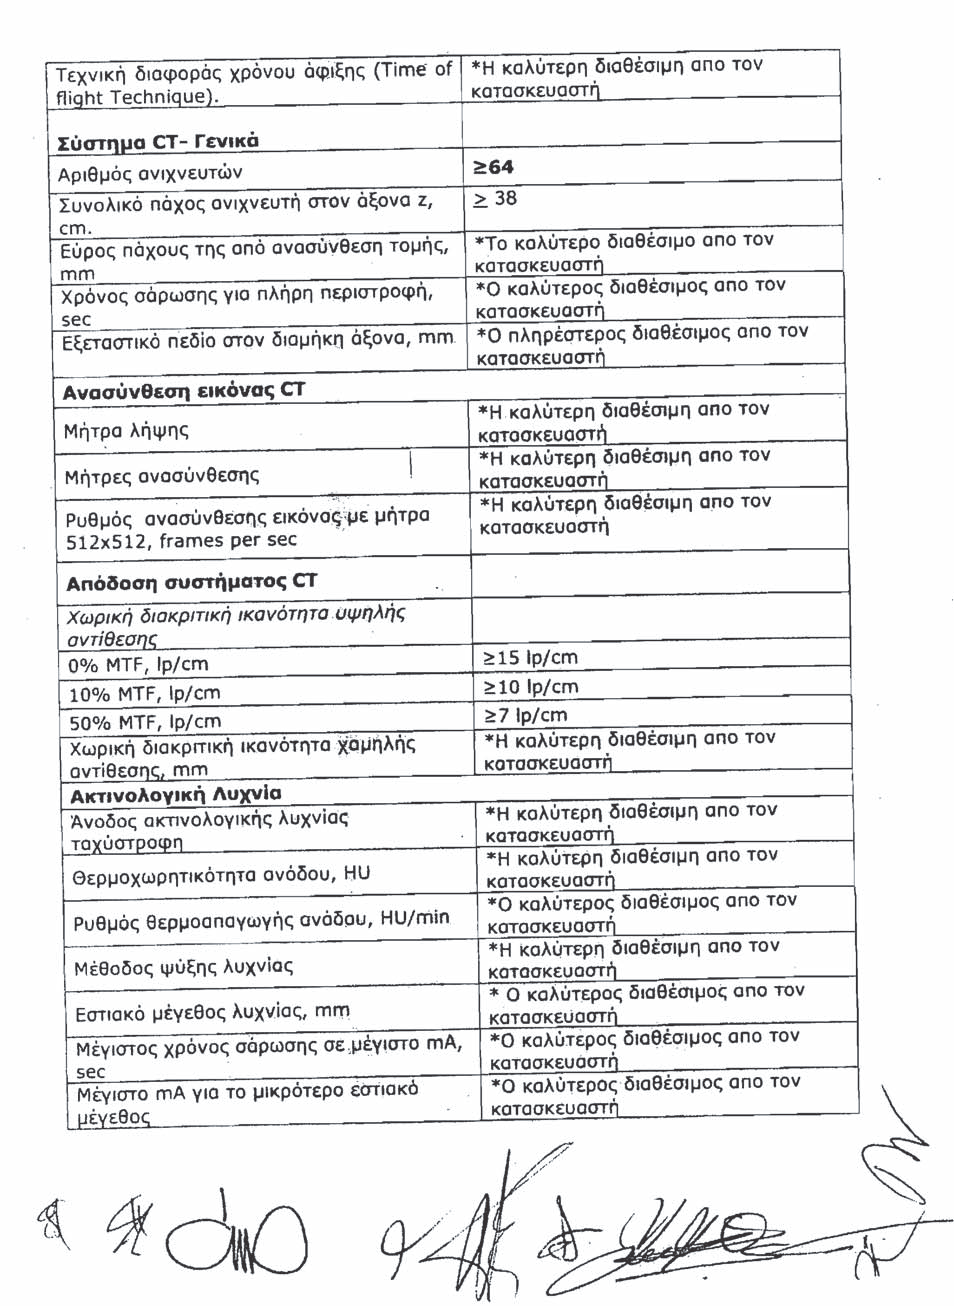 Τεχνική διαφοράς χρόνου άφιξης (Time of
flight Technique).
*Η καλύτερη διαθέσιμη απο τον
κατασκευαστή
Σύστημα CT- Γενικά
Αριθμός ανιχνευτών
≥64
Συνολικό πάχος ανιχνευτή στον άξονα z,
cm.
≥ 38
Εύρος πάχους της από ανασύνθεση τομής,
mm
*Το καλύτερο διαθέσιμο απο τον
κατασκευαστή
Χρόνος σάρωσης για πλήρη περιστροφή,
sec
*Ο καλύτερος διαθέσιμος απο τον
κατασκευαστή
Εξεταστικό πεδίο στον διαμήκη άξονα, mm
*Ο πληρέστερος διαθέσιμος απο τον
κατασκευαστή
Ανασύνθεση εικόνας CT
Μήτρα λήψης
*Η καλύτερη διαθέσιμη απο τον
κατασκευαστή
Μήτρες ανασύνθεσης
*Η καλύτερη διαθέσιμη απο τον
κατασκευαστή
Ρυθμός ανασύνθεσης εικόνας με μήτρα
512x512, frames per sec
*Η καλύτερη διαθέσιμη απο τον
κατασκευαστή
Απόδοση συστήματος CT
Χωρική διακριτική ικανότητα υψηλής
αντίθεσης
0% MTF, lp/cm
≥15 lp/cm
10% MTF, lp/cm
≥10 lp/cm
50% MTF, lp/cm
≥7 lp/cm
Χωρική διακριτική ικανότητα χαμηλής
αντίθεσης, mm
*Η καλύτερη διαθέσιμη απο τον
κατασκευαστή
Ακτινολογική Λυχνία
Άνοδος ακτινολογικής λυχνίας
ταχύστροφη
*Η καλύτερη διαθέσιμη απο τον
κατασκευαστή
Θερμοχωρητικότητα ανόδου, HU
*Η καλύτερη διαθέσιμη απο τον
κατασκευαστή
Ρυθμός θερμοαπαγωγής ανόδου, HU/min
*Ο καλύτερος διαθέσιμος απο τον
κατασκευαστή
Μέθοδος ψύξης λυχνίας
*Η καλύτερη διαθέσιμη απο τον
κατασκευαστή
Εστιακό μέγεθος λυχνίας, mm
* Ο καλύτερος διαθέσιμος απο τον
κατασκευαστή
Μέγιστος χρόνος σάρωσης σε μέγιστο mA,
sec
*Ο καλύτερος διαθέσιμος απο τον
κατασκευαστή
Μέγιστο mA για το μικρότερο εστιακό
μέγεθος
*Ο καλύτερος διαθέσιμος απο τον
κατασκευαστή